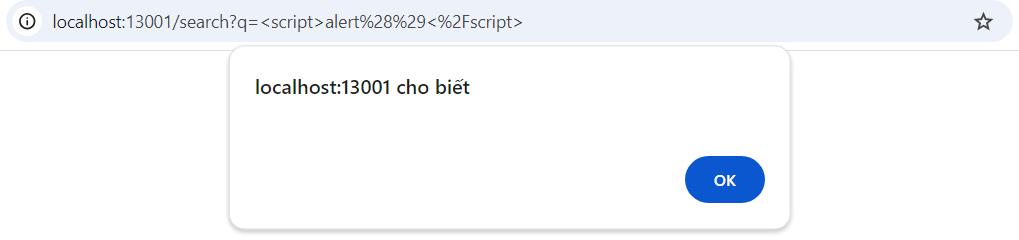 localhost:13001/search?q=<script>alert%28%29<%2Fscript>
localhost:13001 cho biết
OK